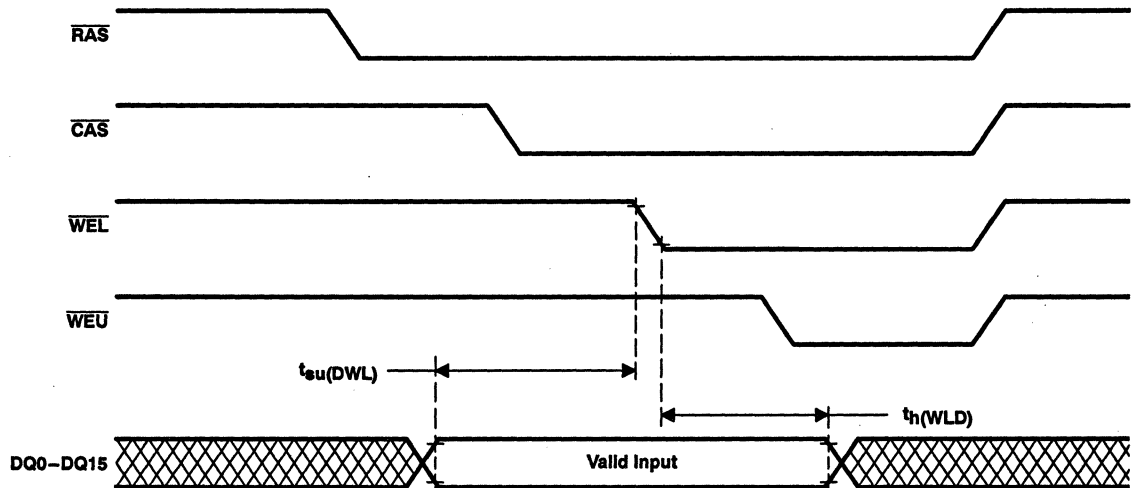 RAS
CAS
WEL
WEU
tsu(DWL)
th(WLD)
DQ0–DQ15
Valid Input